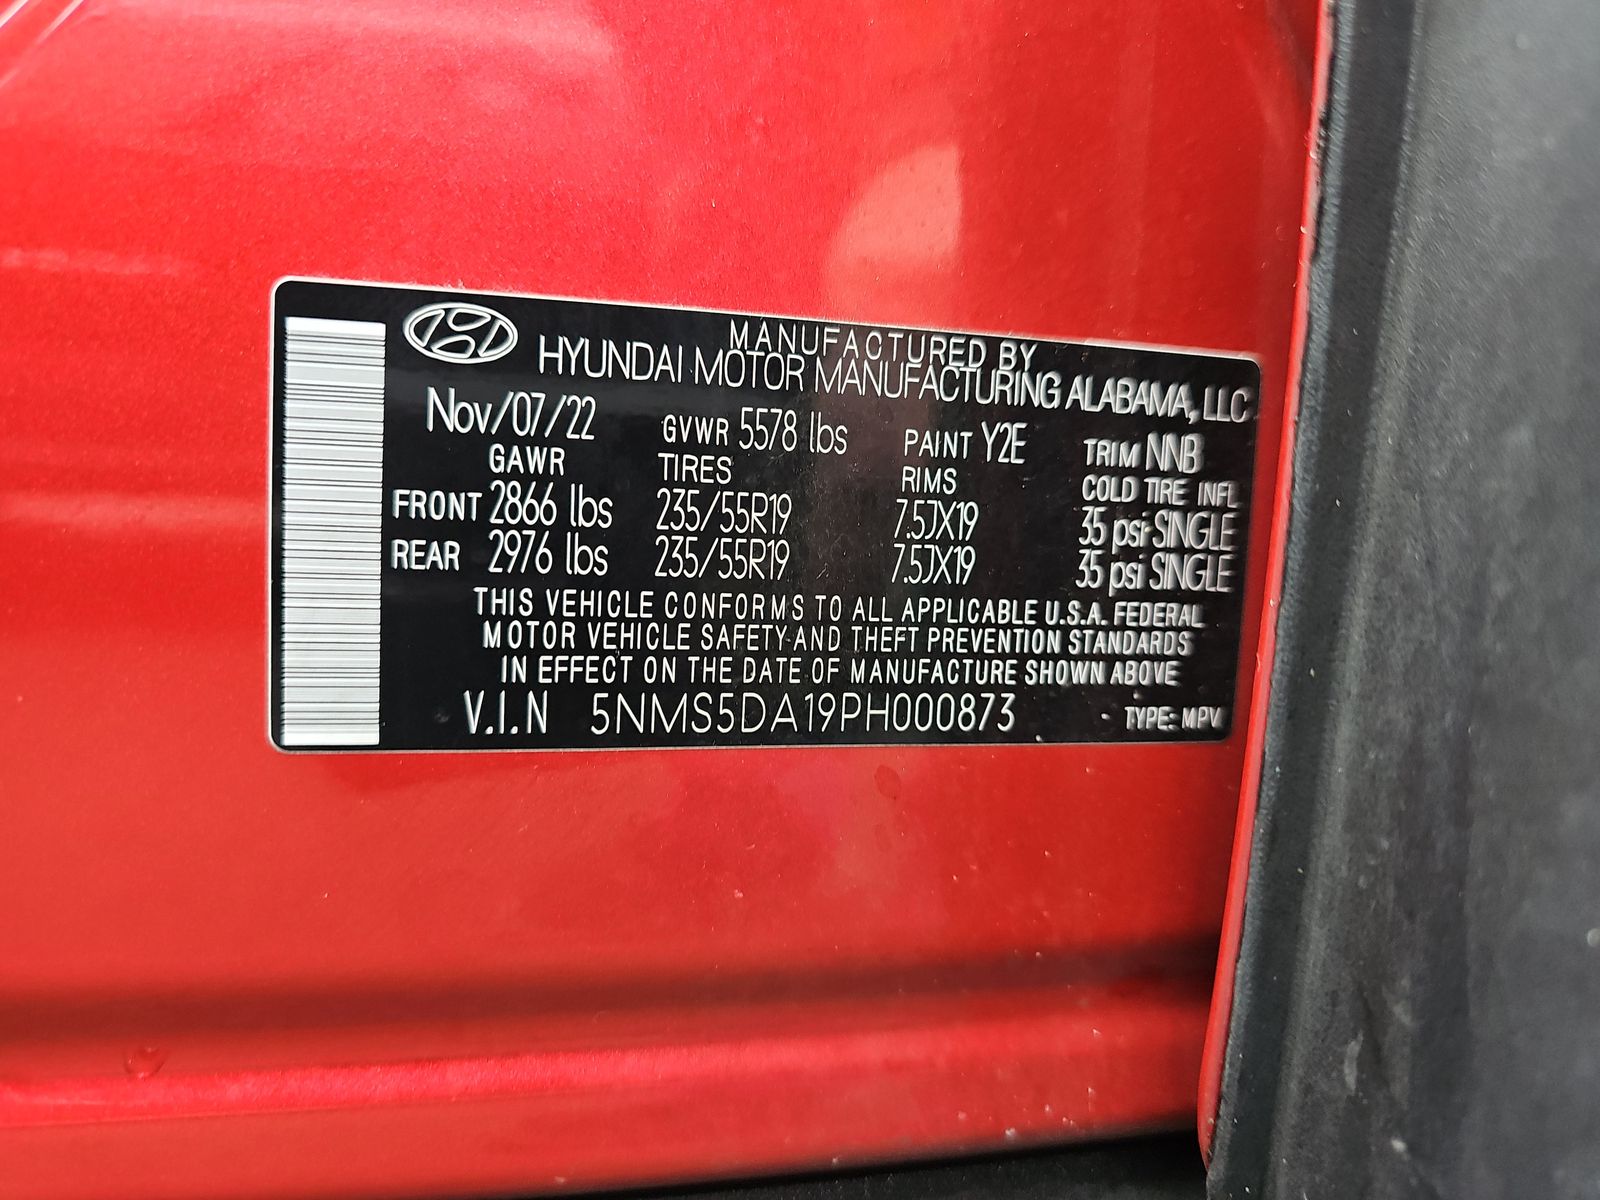 MANUFACTURED BY
HYUNDAI MOTOR MANUFACTURING ALABAMA, LLC
Nov/07/22 GVWR 5578 lbs PAINT Y2E TRIM NNB
GAWR TIRES RIMS COLD TIRE INFL
FRONT 2866 lbs 235/55R19 7.5JX19 35 psi SINGLE
REAR 2976 lbs 235/55R19 7.5JX19 35 psi SINGLE
THIS VEHICLE CONFORMS TO ALL APPLICABLE U.S.A. FEDERAL
MOTOR VEHICLE SAFETY AND THEFT PREVENTION STANDARDS
IN EFFECT ON THE DATE OF MANUFACTURE SHOWN ABOVE
V.I.N 5NMS5DA19PH000873 TYPE: MPV